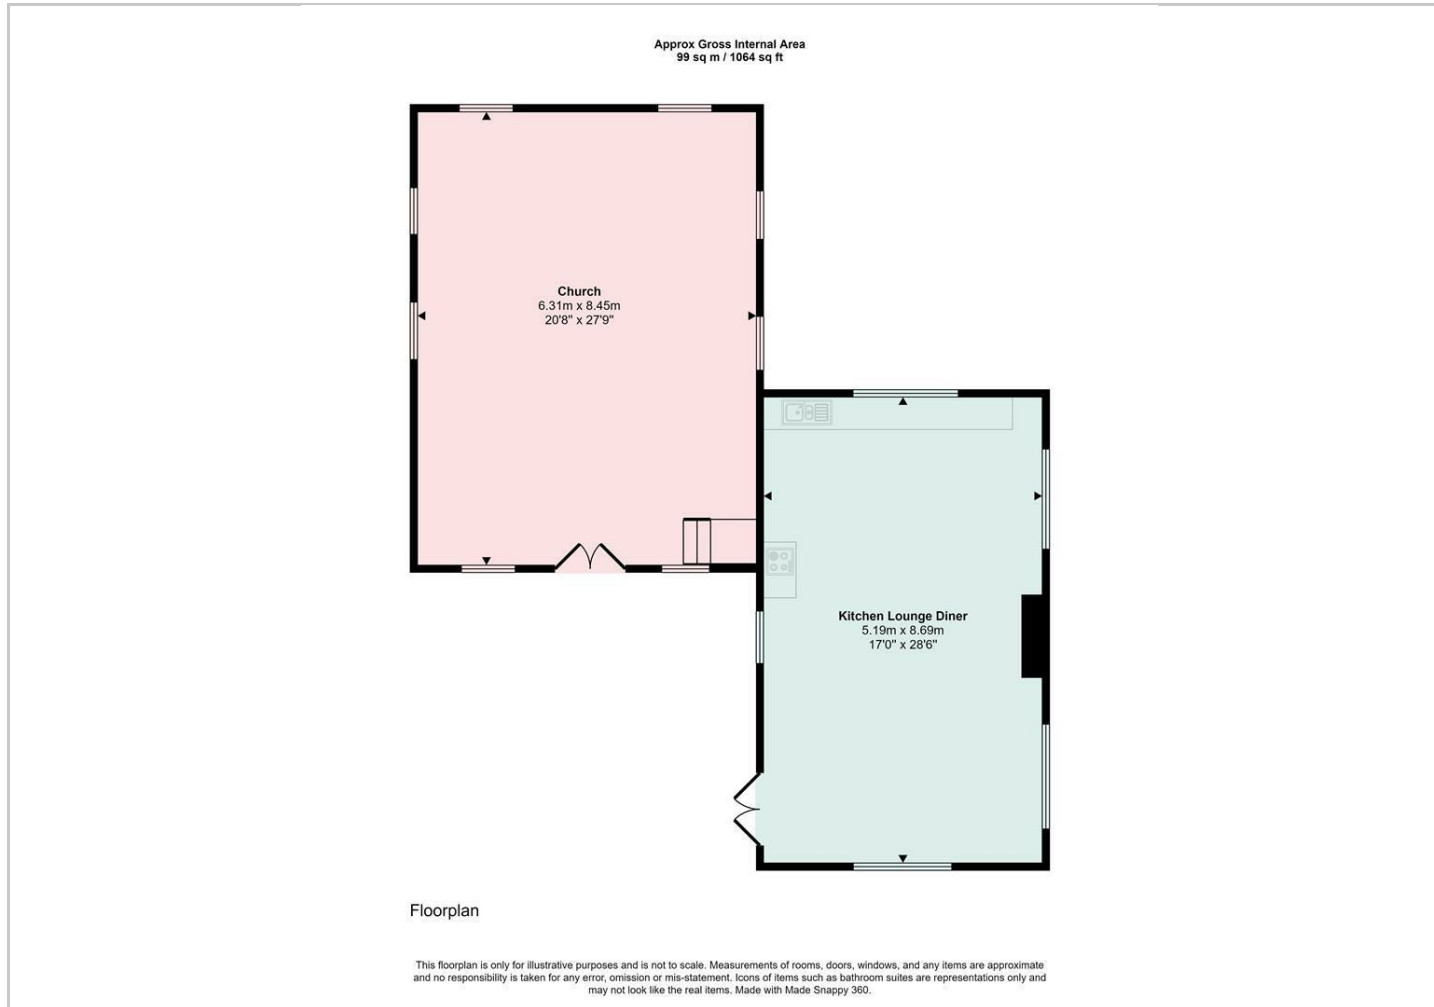 Approx Gross Internal Area
99 sq m / 1064 sq ft
Church
6.31m x 8.45m
20'8" x 27'9"
Kitchen Lounge Diner
5.19m x 8.69m
17'0" x 28'6"
Floorplan
This floorplan is only for illustrative purposes and is not to scale. Measurements of rooms, doors, windows, and any items are approximate
and no responsibility is taken for any error, omission or mis-statement. Icons of items such as bathroom suites are representations only and
may not look like the real items. Made with Made Snappy 360.